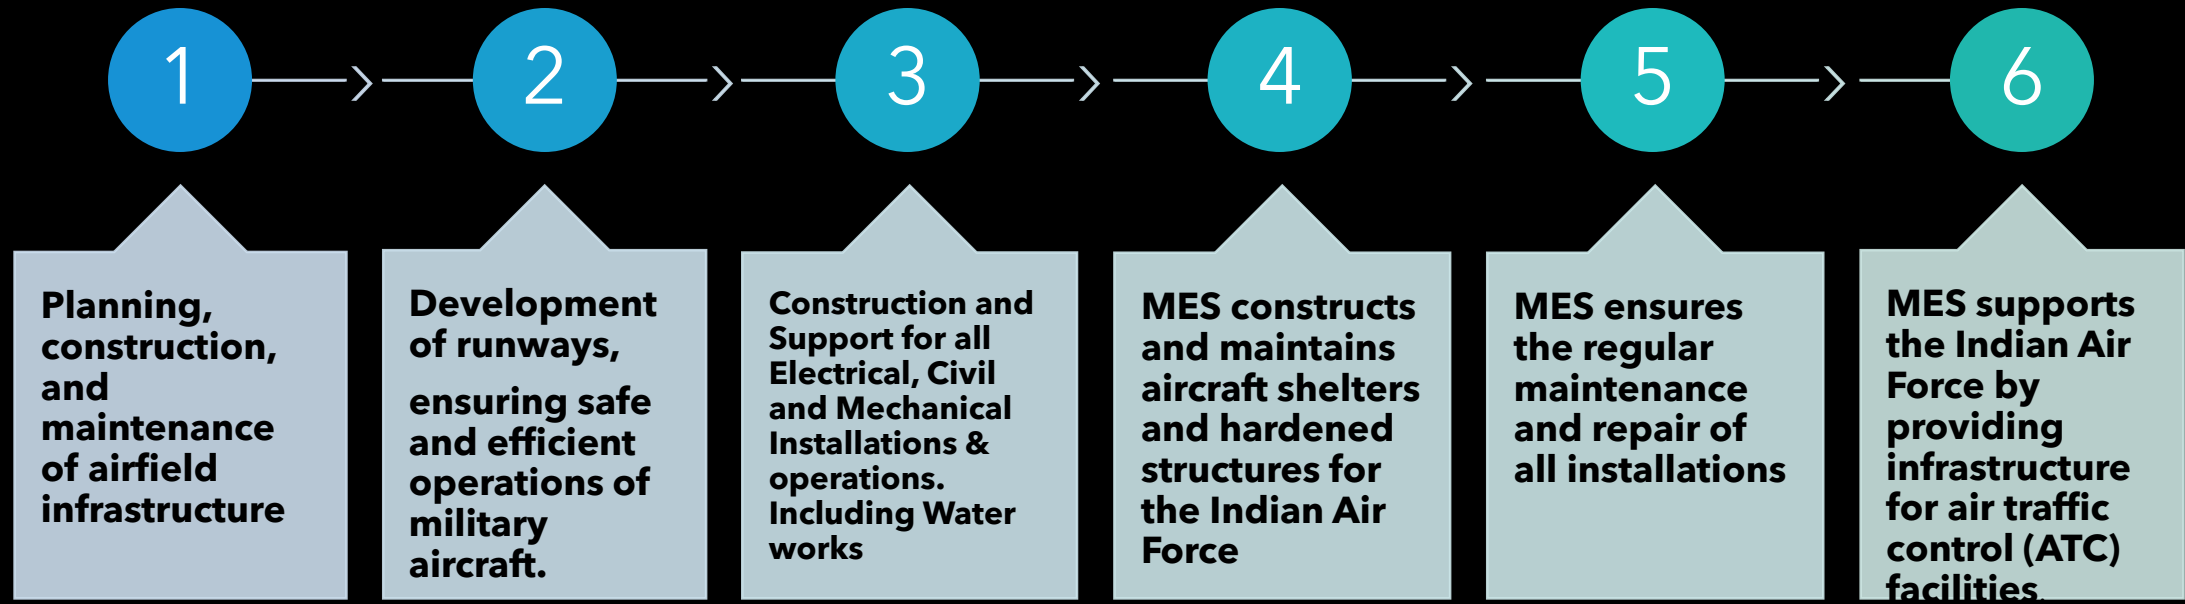 1
2
3
4
5
6
Planning,
construction,
and
maintenance
of airfield
infrastructure
Development
of runways,
ensuring safe
and efficient
operations of
military
aircraft.
Construction and
Support for all
Electrical, Civil
and Mechanical
Installations &
operations.
Including Water
works
MES constructs
and maintains
aircraft shelters
and hardened
structures for
the Indian Air
Force
MES ensures
the regular
maintenance
and repair of
all installations
MES supports
the Indian Air
Force by
providing
infrastructure
for air traffic
control (ATC)
facilities.